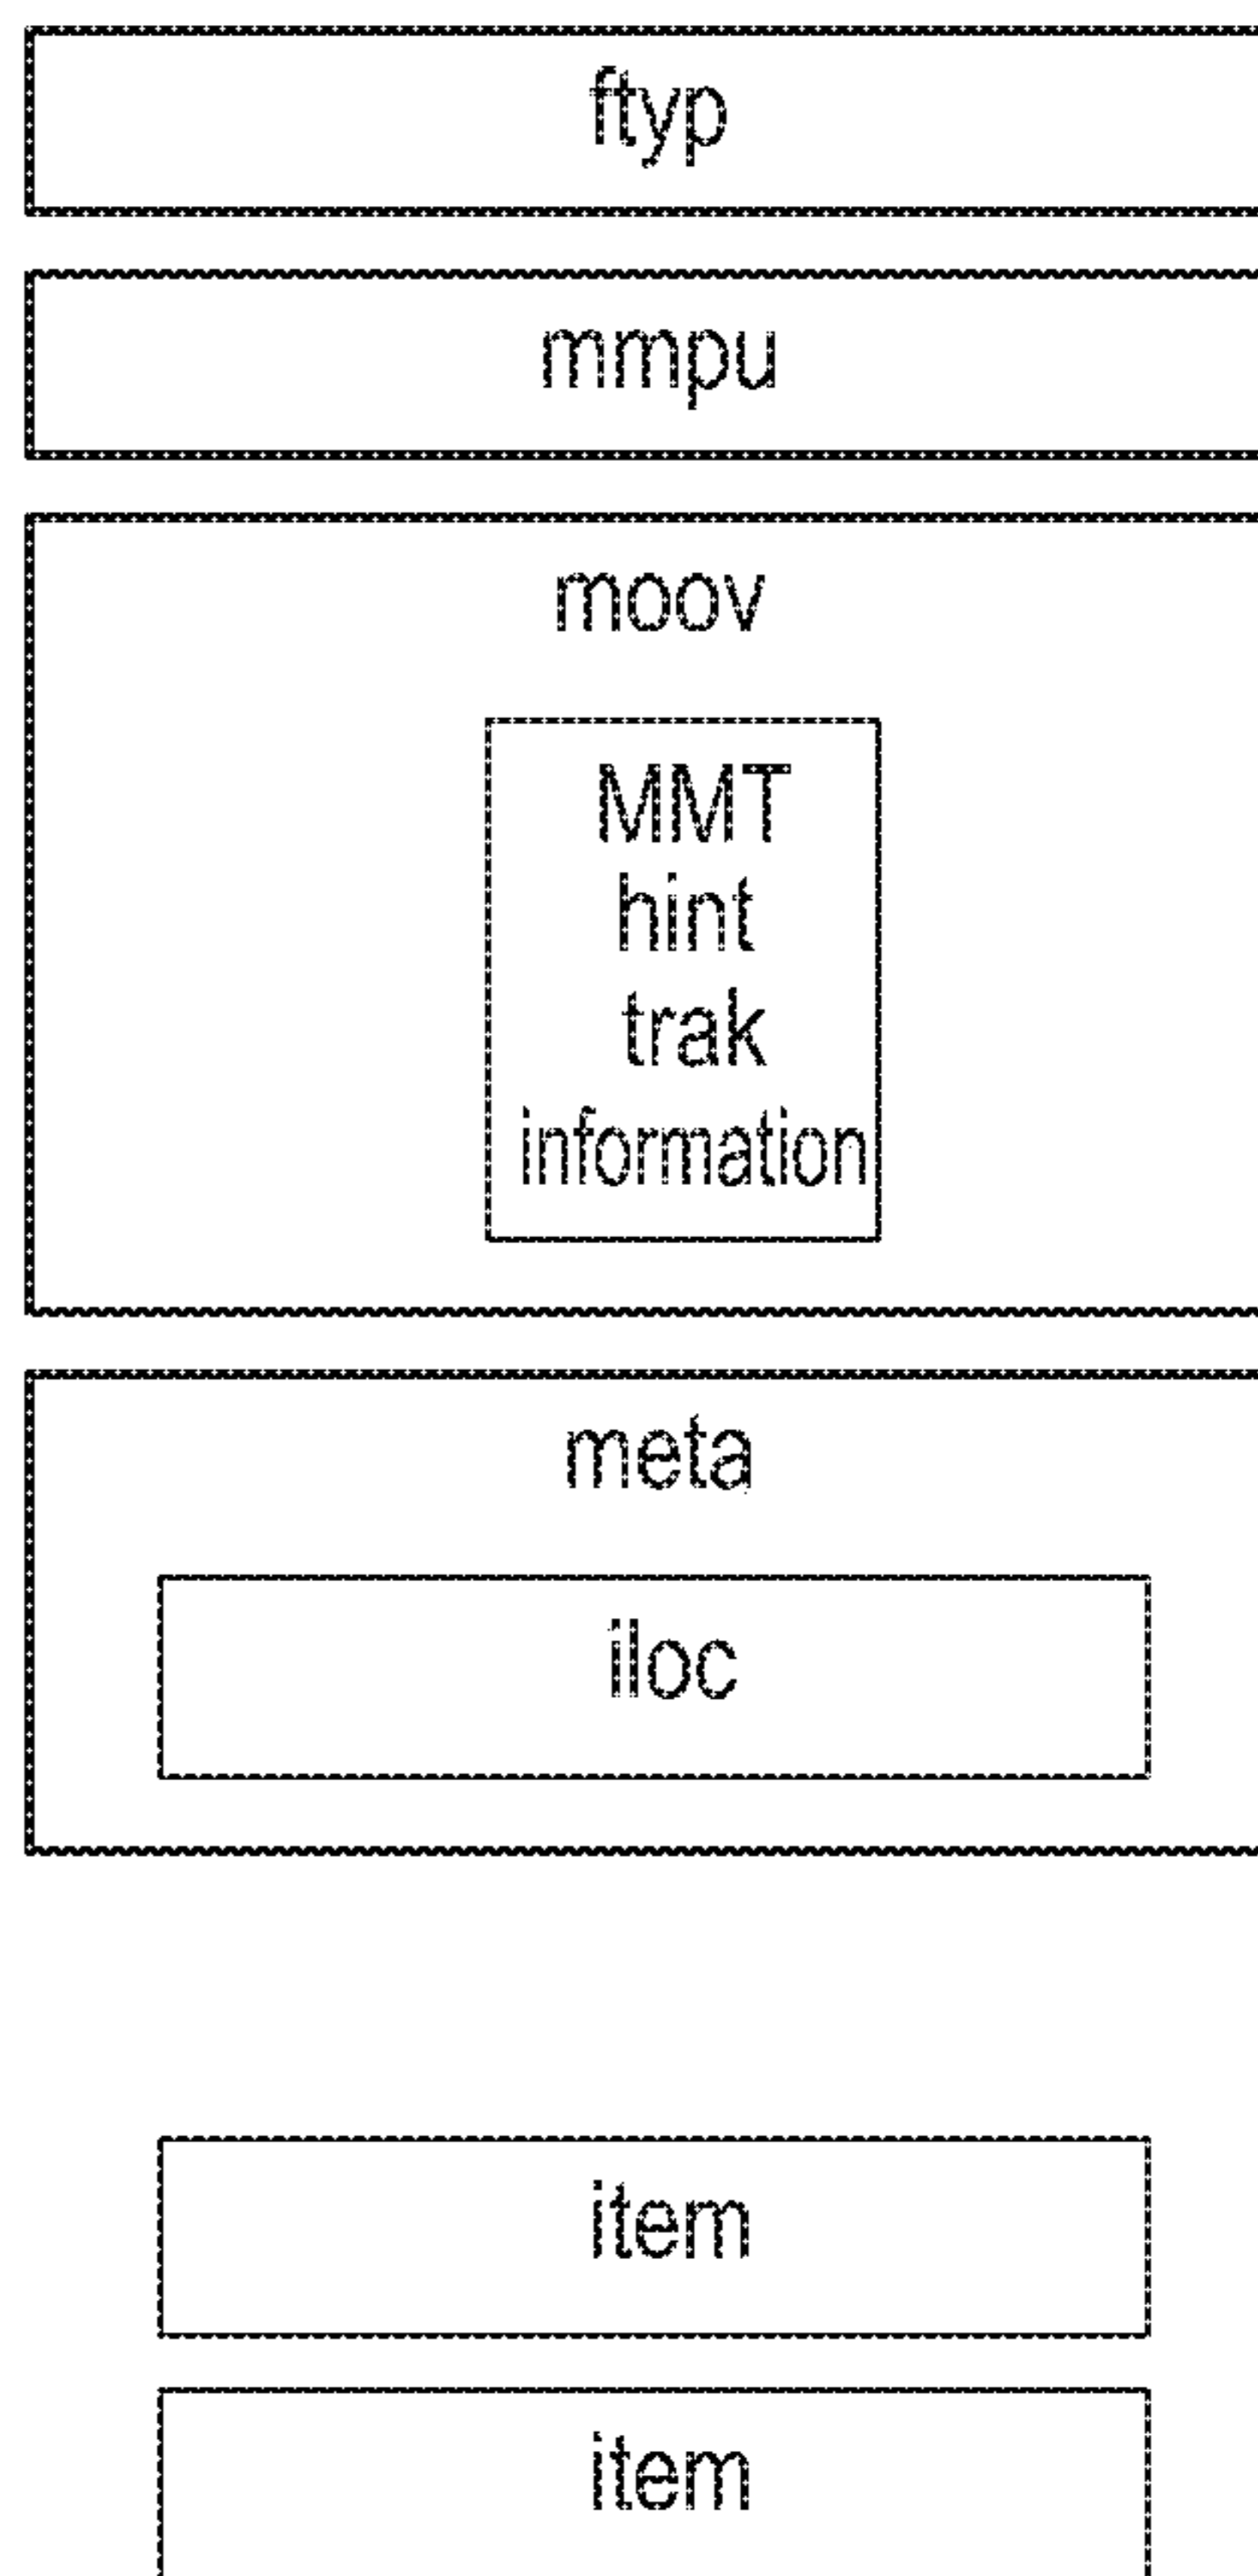 ftyp
mmpu
moov
MMT
hint
trak
information
meta
iloc
item
item